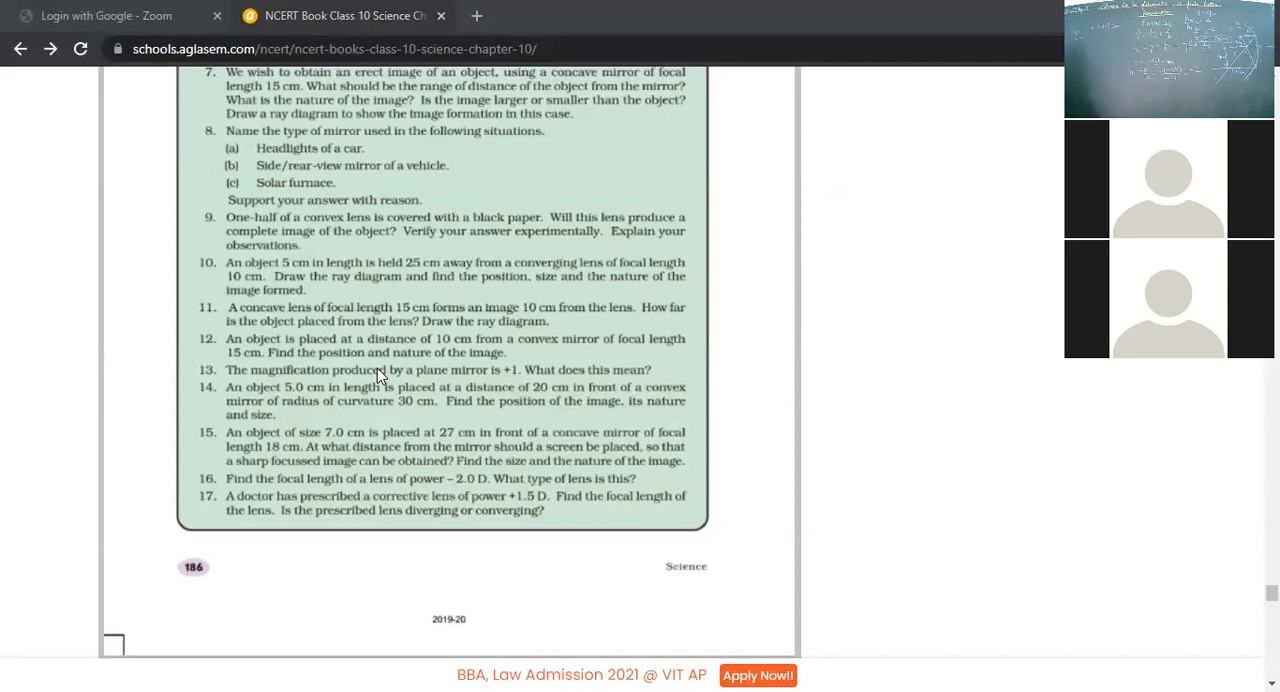 Login with Google - Zoom
NCERT Book Class 10 Science Ch
schools.aglasem.com/ncert/ncert-books-class-10-science-chapter-10/
7. We wish to obtain an erect image of an object, using a concave mirror of focal
length 15 cm. What should be the range of distance of the object from the mirror?
What is the nature of the image? Is the image larger or smaller than the object?
Draw a ray diagram to show the image formation in this case.
8. Name the type of mirror used in the following situations.
(a) Headlights of a car.
(b) Side/rear-view mirror of a vehicle.
(c) Solar furnace.
Support your answer with reason.
9. One-half of a convex lens is covered with a black paper. Will this lens produce a
complete image of the object? Verify your answer experimentally. Explain your
observations.
10. An object 5 cm in length is held 25 cm away from a converging lens of focal length
10 cm. Draw the ray diagram and find the position, size and the nature of the
image formed.
11. A concave lens of focal length 15 cm forms an image 10 cm from the lens. How far
is the object placed from the lens? Draw the ray diagram.
12. An object is placed at a distance of 10 cm from a convex mirror of focal length
15 cm. Find the position and nature of the image.
13. The magnification produced by a plane mirror is +1. What does this mean?
14. An object 5.0 cm in length is placed at a distance of 20 cm in front of a convex
mirror of radius of curvature 30 cm. Find the position of the image, its nature
and size.
15. An object of size 7.0 cm is placed at 27 cm in front of a concave mirror of focal
length 18 cm. At what distance from the mirror should a screen be placed, so that
a sharp focussed image can be obtained? Find the size and the nature of the image.
16. Find the focal length of a lens of power – 2.0 D. What type of lens is this?
17. A doctor has prescribed a corrective lens of power +1.5 D. Find the focal length of
the lens. Is the prescribed lens diverging or converging?
186
Science
2019-20
BBA, Law Admission 2021 @ VIT AP
Apply Now!!